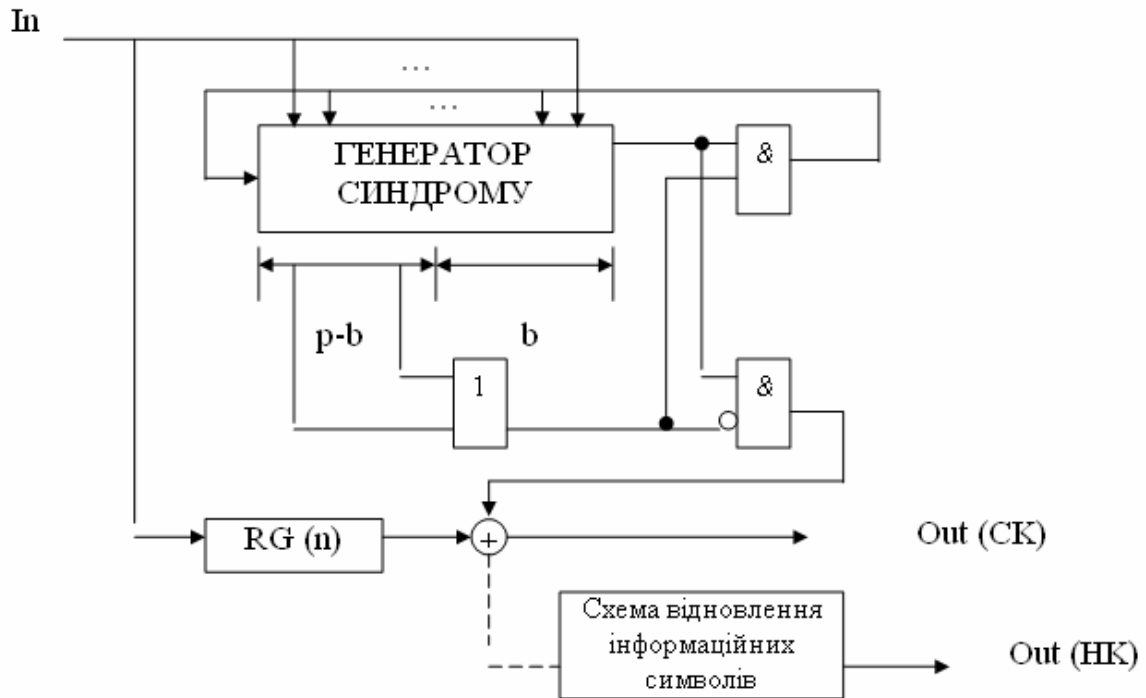 In
...
...
ГЕНЕРАТОР
СИНДРОМУ
&
p-b
b
1
&
RG (n)
+
Out (СК)
Схема відновлення
інформаційних
символів
Out (НК)